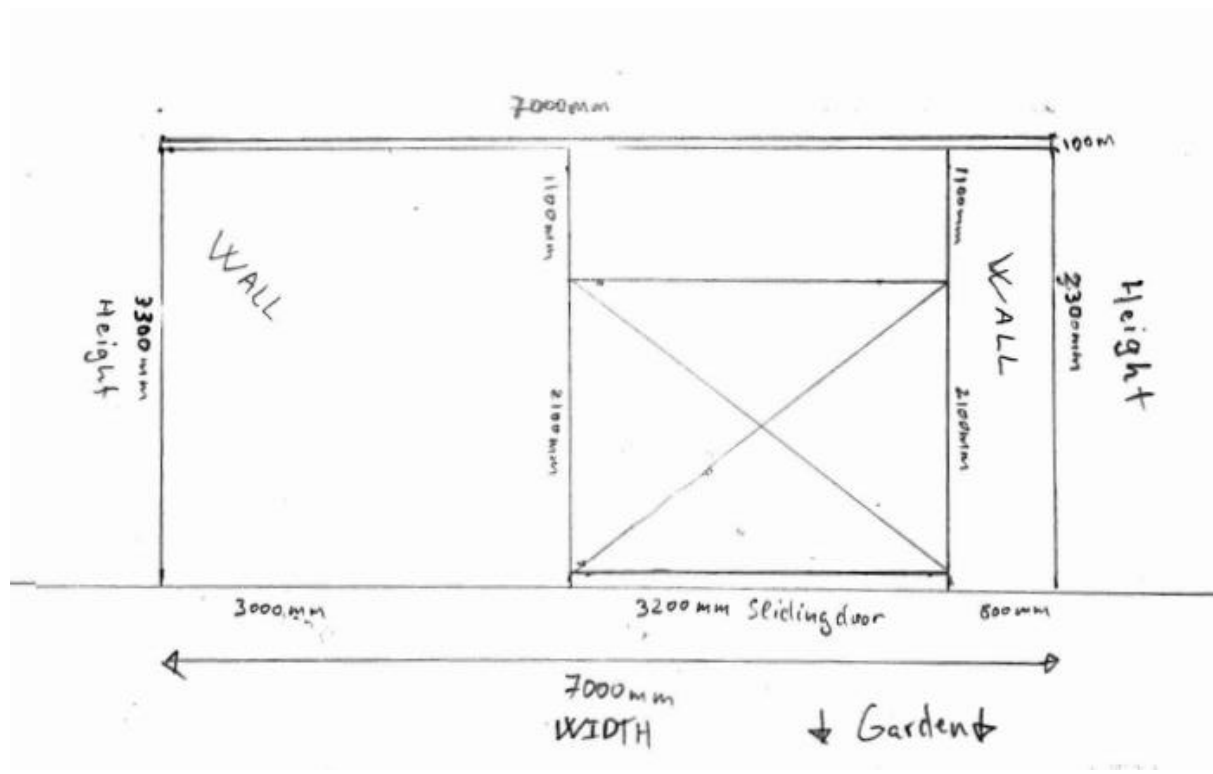 7000mm
100m
1100mm
1100mm
WALL
WALL
3300mm
Height
2300mm
Height
2100mm
2100mm
3000mm
3200mm Sliding door
800mm
7000mm
WIDTH
↓ Garden ↓